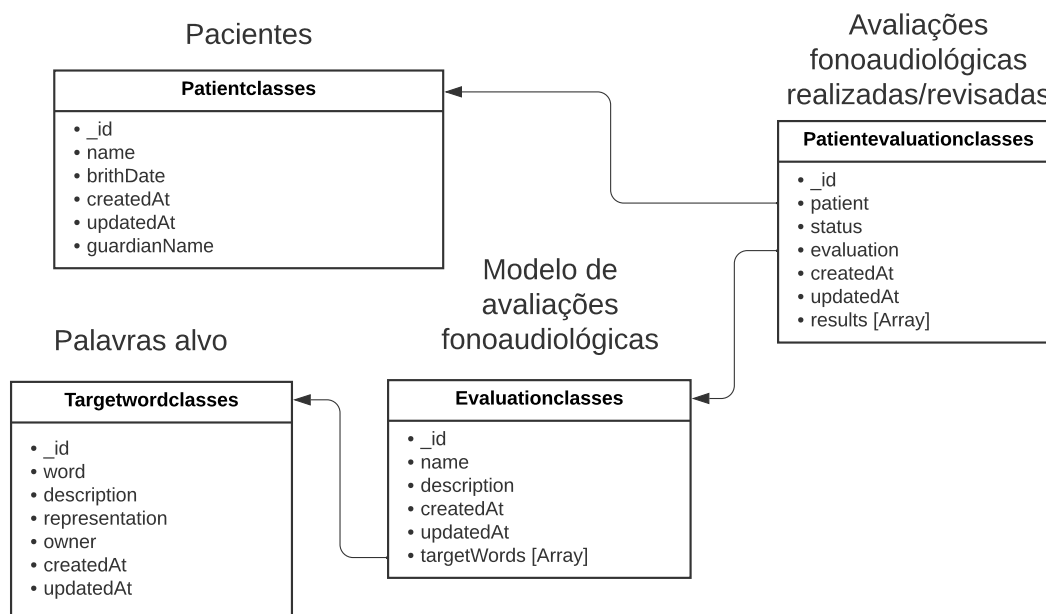 Pacientes
Patientclasses
• _id
• name
• brithDate
• createdAt
• updatedAt
• guardianName
Avaliações
fonoaudiológicas
realizadas/revisadas
Patientevaluationclasses
• _id
• patient
• status
• evaluation
• createdAt
• updatedAt
• results [Array]
Palavras alvo
Targetwordclasses
• _id
• word
• description
• representation
• owner
• createdAt
• updatedAt
Modelo de
avaliações
fonoaudiológicas
Evaluationclasses
• _id
• name
• description
• createdAt
• updatedAt
• targetWords [Array]